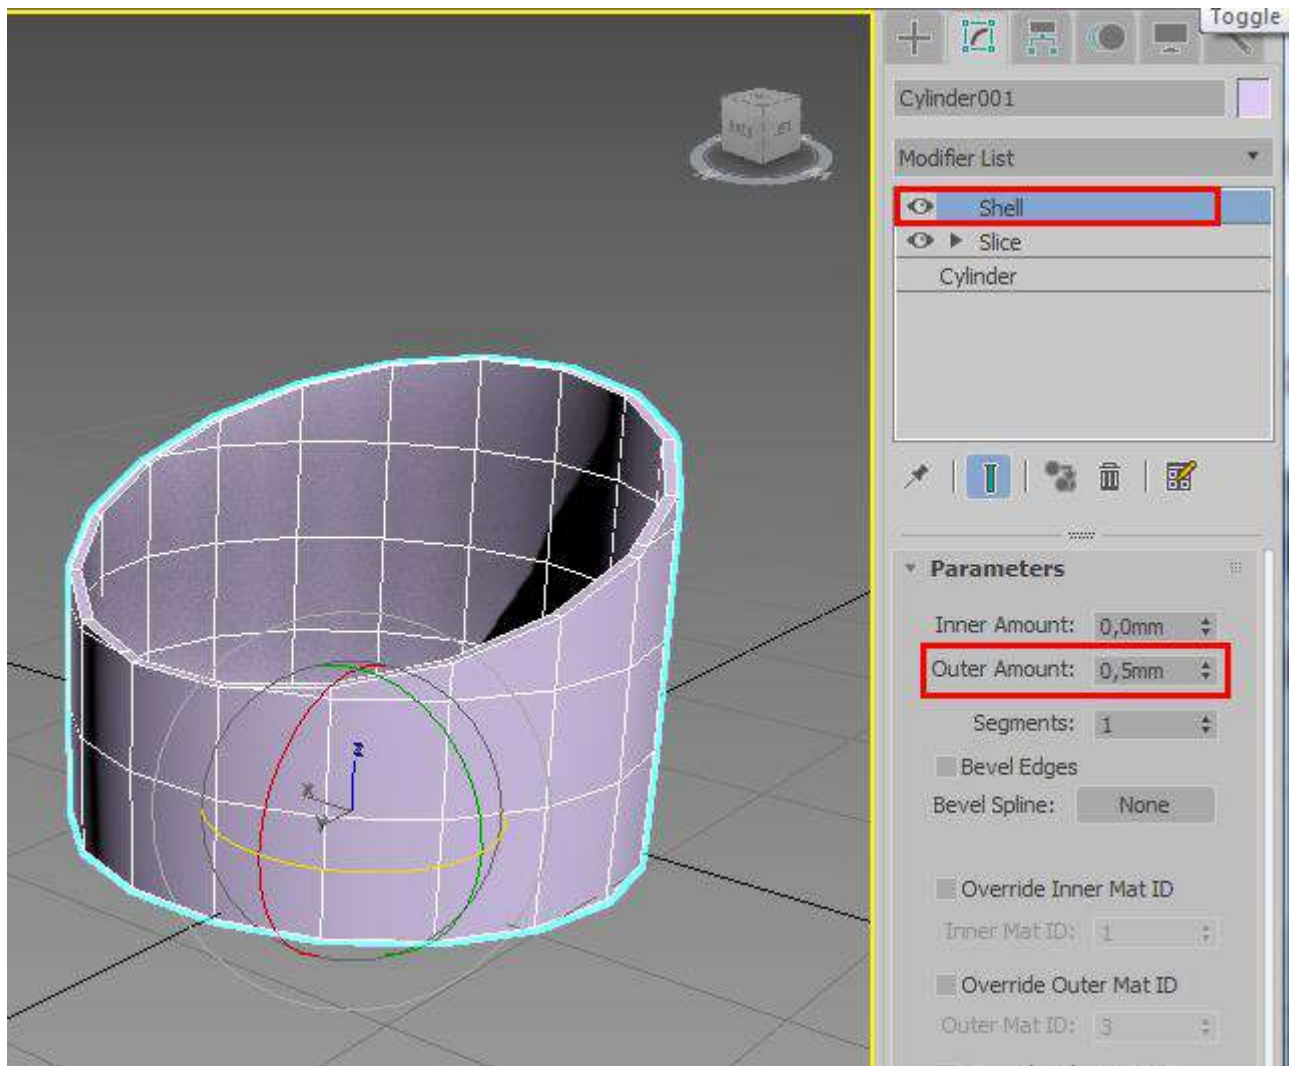 Toggle
Cylinder001
Modifier List
Shell
Slice
Cylinder
Parameters
Inner Amount: 0,0mm
Outer Amount: 0,5mm
Segments: 1
Bevel Edges
Bevel Spline: None
Override Inner Mat ID
Inner Mat ID: 1
Override Outer Mat ID
Outer Mat ID: 3
z
x
y